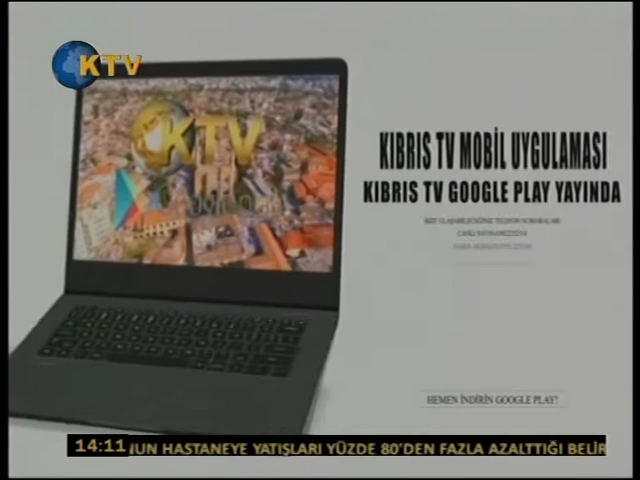 KTV
KTV
KIBRIS TV MOBİL UYGULAMASI
KIBRIS TV GOOGLE PLAY YAYINDA
HEMEN İNDİRİN GOOGLE PLAY!
14:11
NUN HASTANEYE YATIŞLARI YÜZDE 80'DEN FAZLA AZALTTIĞI BELİR